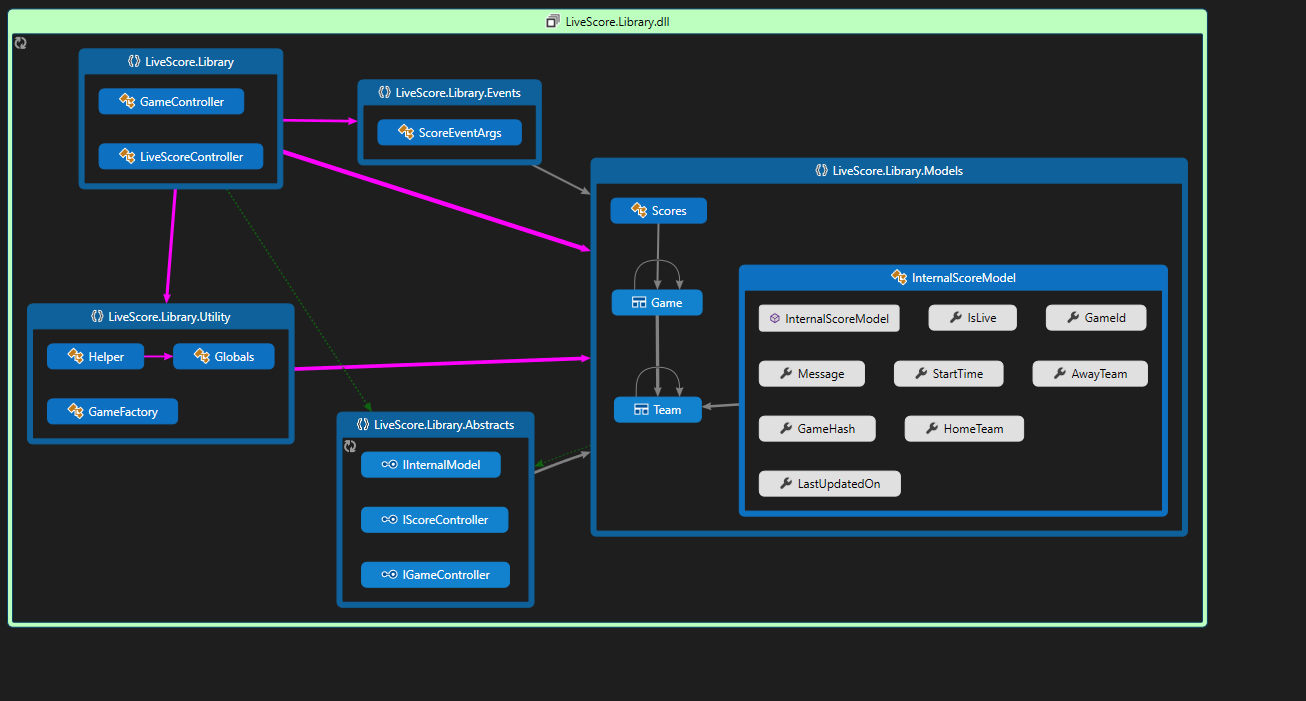 LiveScore.Library.dll
LiveScore.Library
GameController
LiveScoreController
LiveScore.Library.Events
ScoreEventArgs
LiveScore.Library.Models
Scores
Game
Team
InternalScoreModel
InternalScoreModel
IsLive
GameId
Message
StartTime
AwayTeam
GameHash
HomeTeam
LastUpdatedOn
LiveScore.Library.Utility
Helper
Globals
GameFactory
LiveScore.Library.Abstracts
IInternalModel
IScoreController
IGameController